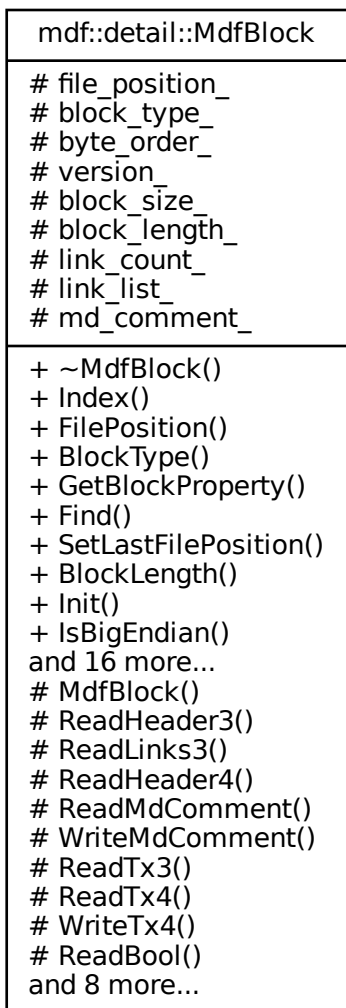 mdf::detail::MdfBlock
# file_position_
# block_type_
# byte_order_
# version_
# block_size_
# block_length_
# link_count_
# link_list_
# md_comment_
+ ~MdfBlock()
+ Index()
+ FilePosition()
+ BlockType()
+ GetBlockProperty()
+ Find()
+ SetLastFilePosition()
+ BlockLength()
+ Init()
+ IsBigEndian()
and 16 more...
# MdfBlock()
# ReadHeader3()
# ReadLinks3()
# ReadHeader4()
# ReadMdComment()
# WriteMdComment()
# ReadTx3()
# ReadTx4()
# WriteTx4()
# ReadBool()
and 8 more...